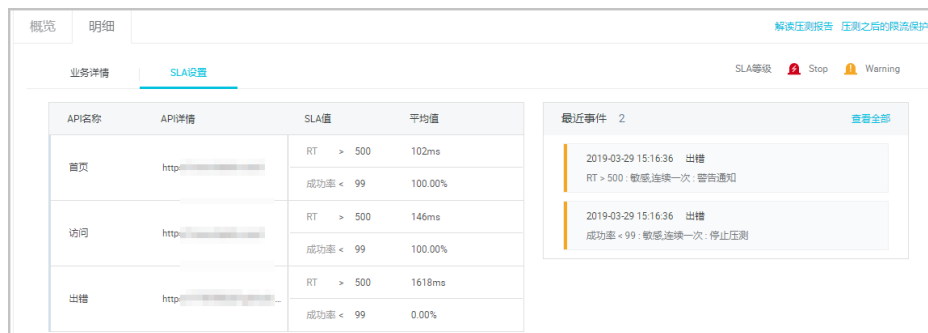 概览 明细 解读压测报告 压测之后的限流保护
业务详情 SLA设置 SLA等级 Stop Warning
API名称 API详情 SLA值 平均值
首页 http
RT > 500 102ms
成功率 < 99 100.00%
访问 http
RT > 500 146ms
成功率 < 99 100.00%
出错 http ...
RT > 500 1618ms
成功率 < 99 0.00%
最近事件 2 查看全部
2019-03-29 15:16:36 出错
RT > 500 : 敏感,连续一次 : 警告通知
2019-03-29 15:16:36 出错
成功率 < 99 : 敏感,连续一次 : 停止压测